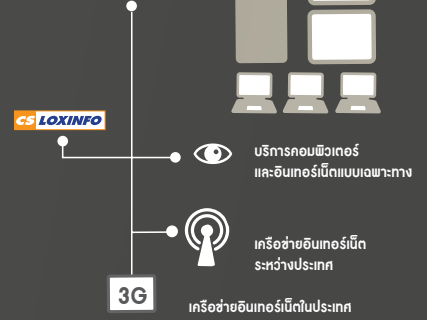 CS LOXINFO
บริการคอมพิวเตอร์
และอินเทอร์เน็ตแบบเฉพาะทาง
เครือข่ายอินเทอร์เน็ต
ระหว่างประเทศ
3G
เครือข่ายอินเทอร์เน็ตในประเทศ